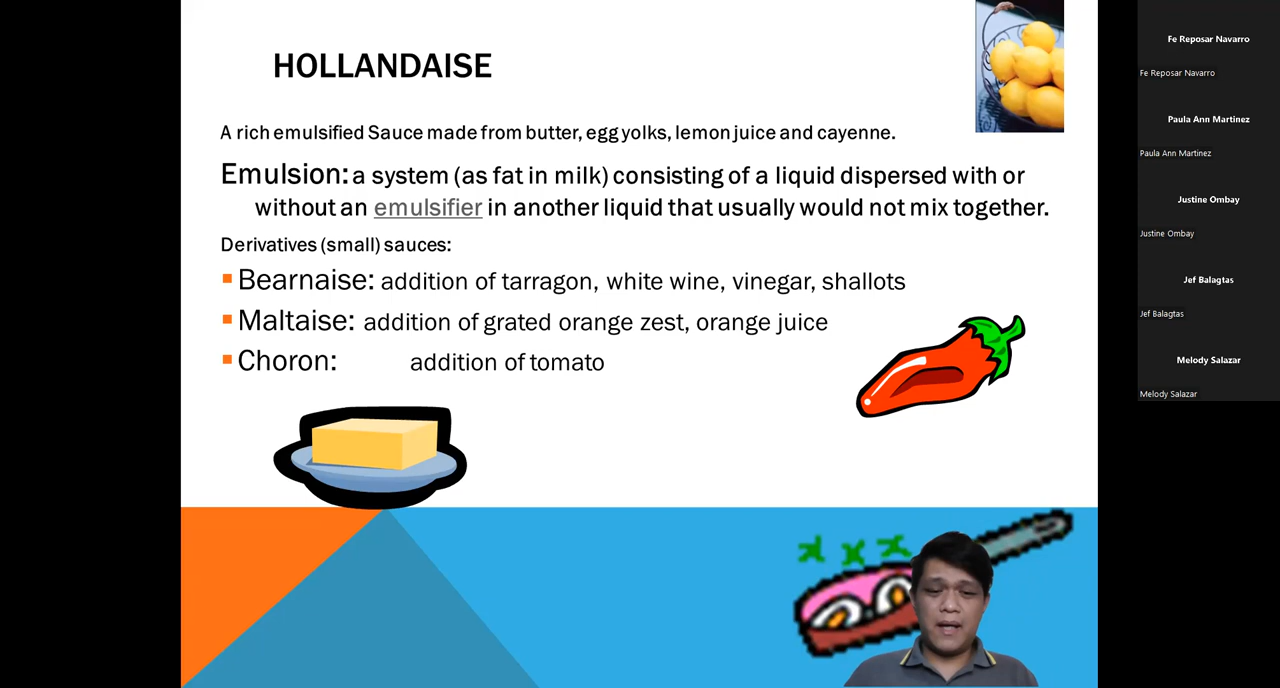 HOLLANDAISE
A rich emulsified Sauce made from butter, egg yolks, lemon juice and cayenne.
Emulsion: a system (as fat in milk) consisting of a liquid dispersed with or
without an emulsifier in another liquid that usually would not mix together.
Derivatives (small) sauces:
Bearnaise: addition of tarragon, white wine, vinegar, shallots
Maltaise: addition of grated orange zest, orange juice
Choron: addition of tomato
Fe Reposar Navarro
Fe Reposar Navarro
Paula Ann Martinez
Paula Ann Martinez
Justine Ombay
Justine Ombay
Jef Balagtas
Jef Balagtas
Melody Salazar
Melody Salazar